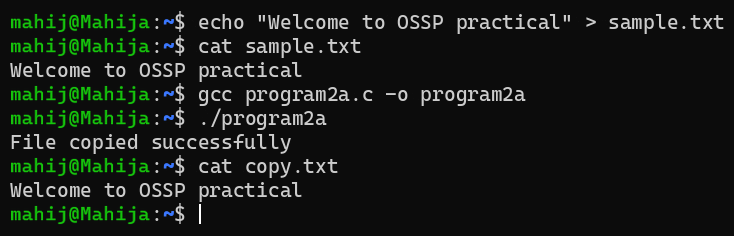 mahij@Mahija:~$ echo "Welcome to OSSP practical" > sample.txt
mahij@Mahija:~$ cat sample.txt
Welcome to OSSP practical
mahij@Mahija:~$ gcc program2a.c -o program2a
mahij@Mahija:~$ ./program2a
File copied successfully
mahij@Mahija:~$ cat copy.txt
Welcome to OSSP practical
mahij@Mahija:~$